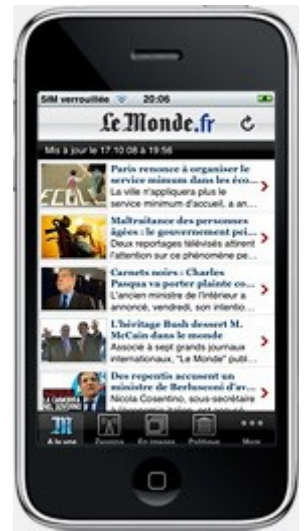 SIM verrouillée 20:06
Le Monde.fr
Mis à jour le 17.10.08 à 19:56
Paris renonce à organiser le
service minimum dans les éco...
La ville n'appliquera plus le
service minimum d'accueil, a an...
Maltraitance des personnes
âgées : le gouvernement pei...
Deux reportages télévisés attirent
l'attention sur ce phénomène pe...
Carnets noirs : Charles
Pasqua va porter plainte co...
L'ancien ministre de l'Intérieur a
annoncé, vendredi, son intentio...
L'héritage Bush dessert M.
McCain dans le monde
Associé à sept grands journaux
internationaux, "Le Monde" publ...
Des repentis accusent un
ministre de Berlusconi d'av...
Nicola Cosentino, sous-secrétaire
A la une Zapping En images Politique More